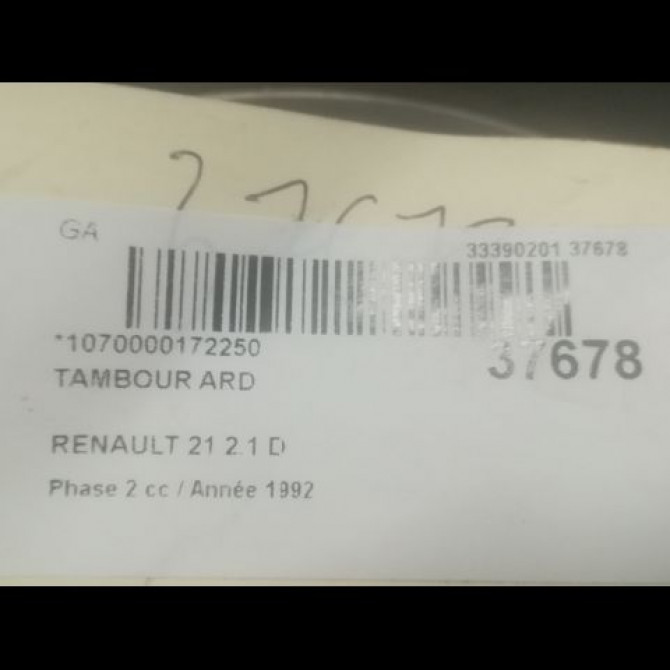 GA
33390201 37678
*1070000172250
37678
TAMBOUR ARD
RENAULT 21 2.1 D
Phase 2 cc / Année 1992